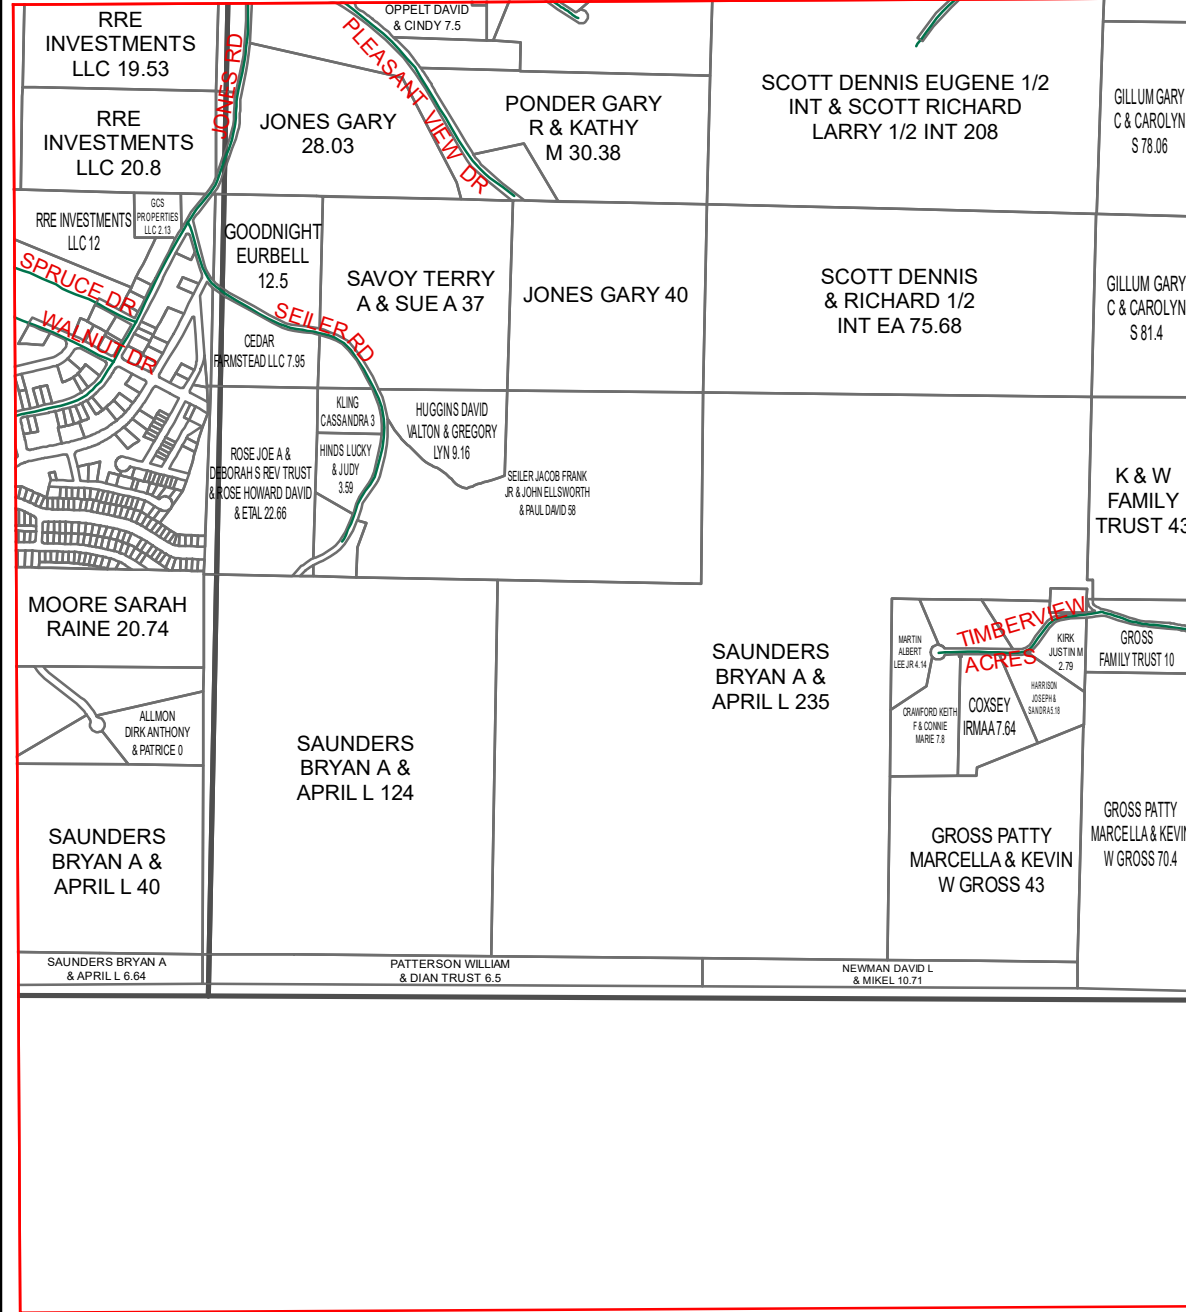 OPPELT DAVID
& CINDY 7.5
RRE
INVESTMENTS
LLC 19.53
JONES RD
PLEASANT VIEW DR
SCOTT DENNIS EUGENE 1/2
INT & SCOTT RICHARD
LARRY 1/2 INT 208
GILLUM GARY
C & CAROLYN
S 78.06
RRE
INVESTMENTS
LLC 20.8
JONES GARY
28.03
PONDER GARY
R & KATHY
M 30.38
GCS
PROPERTIES
LLC 2.13
RRE INVESTMENTS
LLC 12
GOODNIGHT
EURBELL
12.5
SAVOY TERRY
A & SUE A 37
JONES GARY 40
SCOTT DENNIS
& RICHARD 1/2
INT EA 75.68
GILLUM GARY
C & CAROLYN
S 81.4
SPRUCE DR
WALNUT DR
SEILER RD
CEDAR
FARMSTEAD LLC 7.95
KLING
CASSANDRA 3
HUGGINS DAVID
VALTON & GREGORY
LYN 9.16
ROSE JOE A &
DEBORAH S REV TRUST
& ROSE HOWARD DAVID
& ETAL 22.66
HINDS LUCKY
& JUDY
3.59
SEILER JACOB FRANK
JR & JOHN ELLSWORTH
& PAUL DAVID 58
K & W
FAMILY
TRUST 43
MOORE SARAH
RAINE 20.74
SAUNDERS
BRYAN A &
APRIL L 235
MARTIN
ALBERT
LEE JR 4.14
TIMBERVIEW
ACRES
KIRK
JUSTIN M
2.79
GROSS
FAMILY TRUST 10
ALLMON
DIRK ANTHONY
& PATRICE 0
CRAWFORD KEITH
F & CONNIE
MARIE 7.8
COXSEY
IRMA A 7.64
HARRISON
JOSEPH &
SANDRA 5.18
SAUNDERS
BRYAN A &
APRIL L 124
SAUNDERS
BRYAN A &
APRIL L 40
GROSS PATTY
MARCELLA & KEVIN
W GROSS 43
GROSS PATTY
MARCELLA & KEVIN
W GROSS 70.4
SAUNDERS BRYAN A
& APRIL L 6.64
PATTERSON WILLIAM
& DIAN TRUST 6.5
NEWMAN DAVID L
& MIKEL 10.71